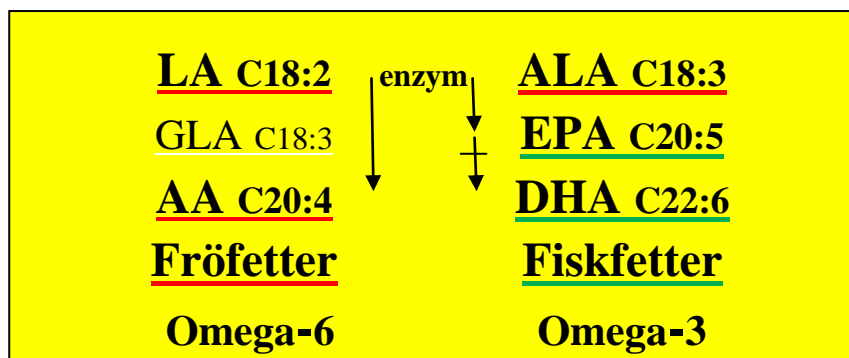 LA C18:2 enzym ALA C18:3
GLA C18:3 EPA C20:5
AA C20:4 DHA C22:6
Fröfetter Fiskfetter
Omega-6 Omega-3